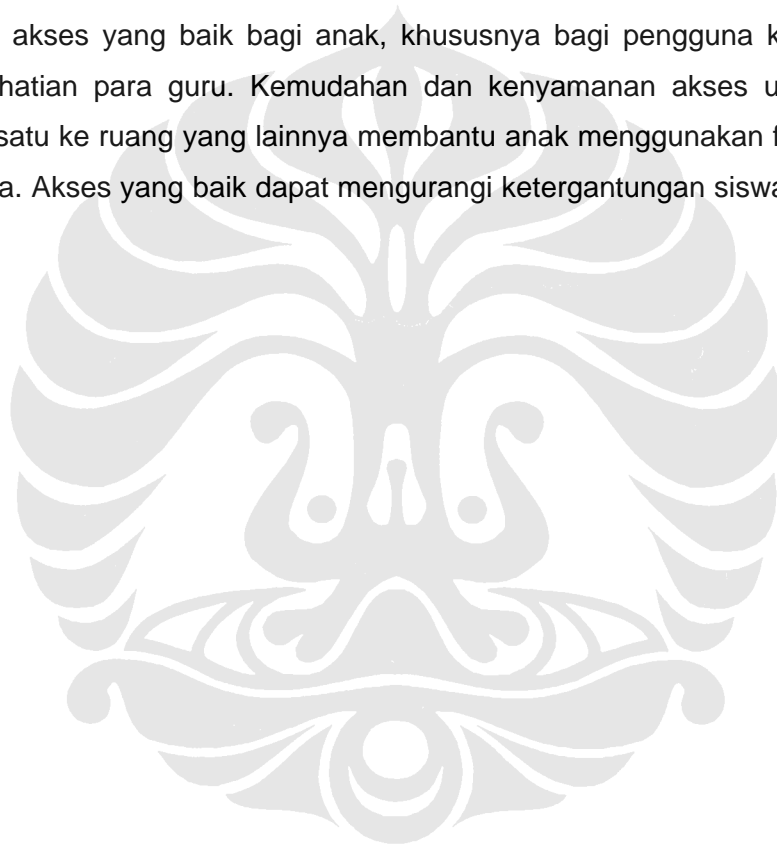 akses yang baik bagi anak, khususnya bagi pengguna k
hatian para guru. Kemudahan dan kenyamanan akses u
satu ke ruang yang lainnya membantu anak menggunakan f
a. Akses yang baik dapat mengurangi ketergantungan siswa